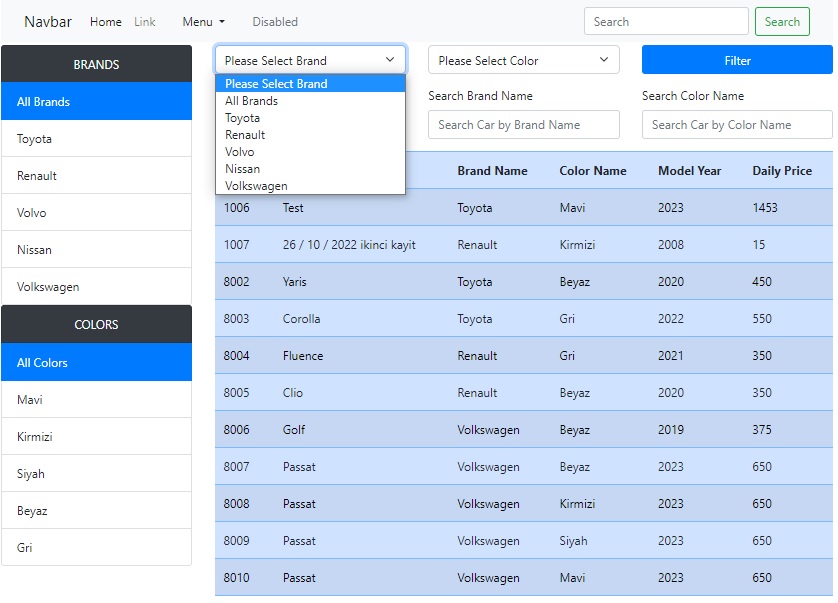 Navbar Home Link Menu Disabled Search Search
BRANDS
All Brands
Toyota
Renault
Volvo
Nissan
Volkswagen
COLORS
All Colors
Mavi
Kirmizi
Siyah
Beyaz
Gri
Please Select Brand Please Select Color Filter
Please Select Brand
All Brands
Toyota
Renault
Volvo
Nissan
Volkswagen
Search Brand Name Search Color Name
Search Car by Brand Name Search Car by Color Name
Brand Name Color Name Model Year Daily Price
1006 Test Toyota Mavi 2023 1453
1007 26 / 10 / 2022 ikinci kayit Renault Kirmizi 2008 15
8002 Yaris Toyota Beyaz 2020 450
8003 Corolla Toyota Gri 2022 550
8004 Fluence Renault Gri 2021 350
8005 Clio Renault Beyaz 2020 350
8006 Golf Volkswagen Beyaz 2019 375
8007 Passat Volkswagen Beyaz 2023 650
8008 Passat Volkswagen Kirmizi 2023 650
8009 Passat Volkswagen Siyah 2023 650
8010 Passat Volkswagen Mavi 2023 650